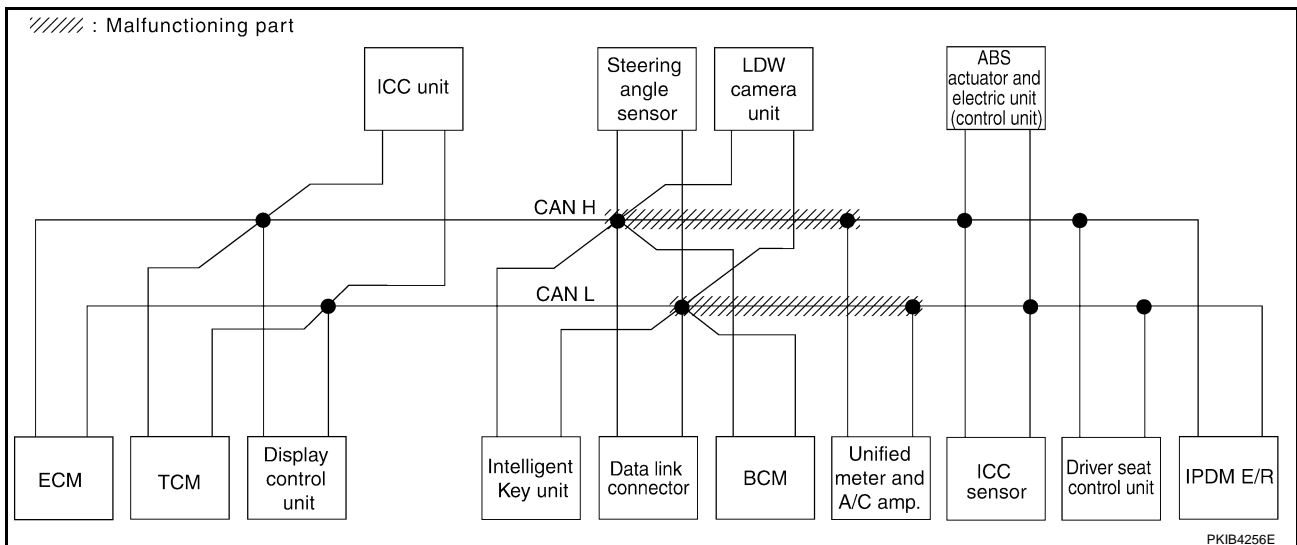 : Malfunctioning part
ICC unit
Steering
angle
sensor
LDW
camera
unit
ABS
actuator and
electric unit
(control unit)
CAN H
CAN L
ECM
TCM
Display
control
unit
Intelligent
Key unit
Data link
connector
BCM
Unified
meter and
A/C amp.
ICC
sensor
Driver seat
control unit
IPDM E/R
PKIB4256E